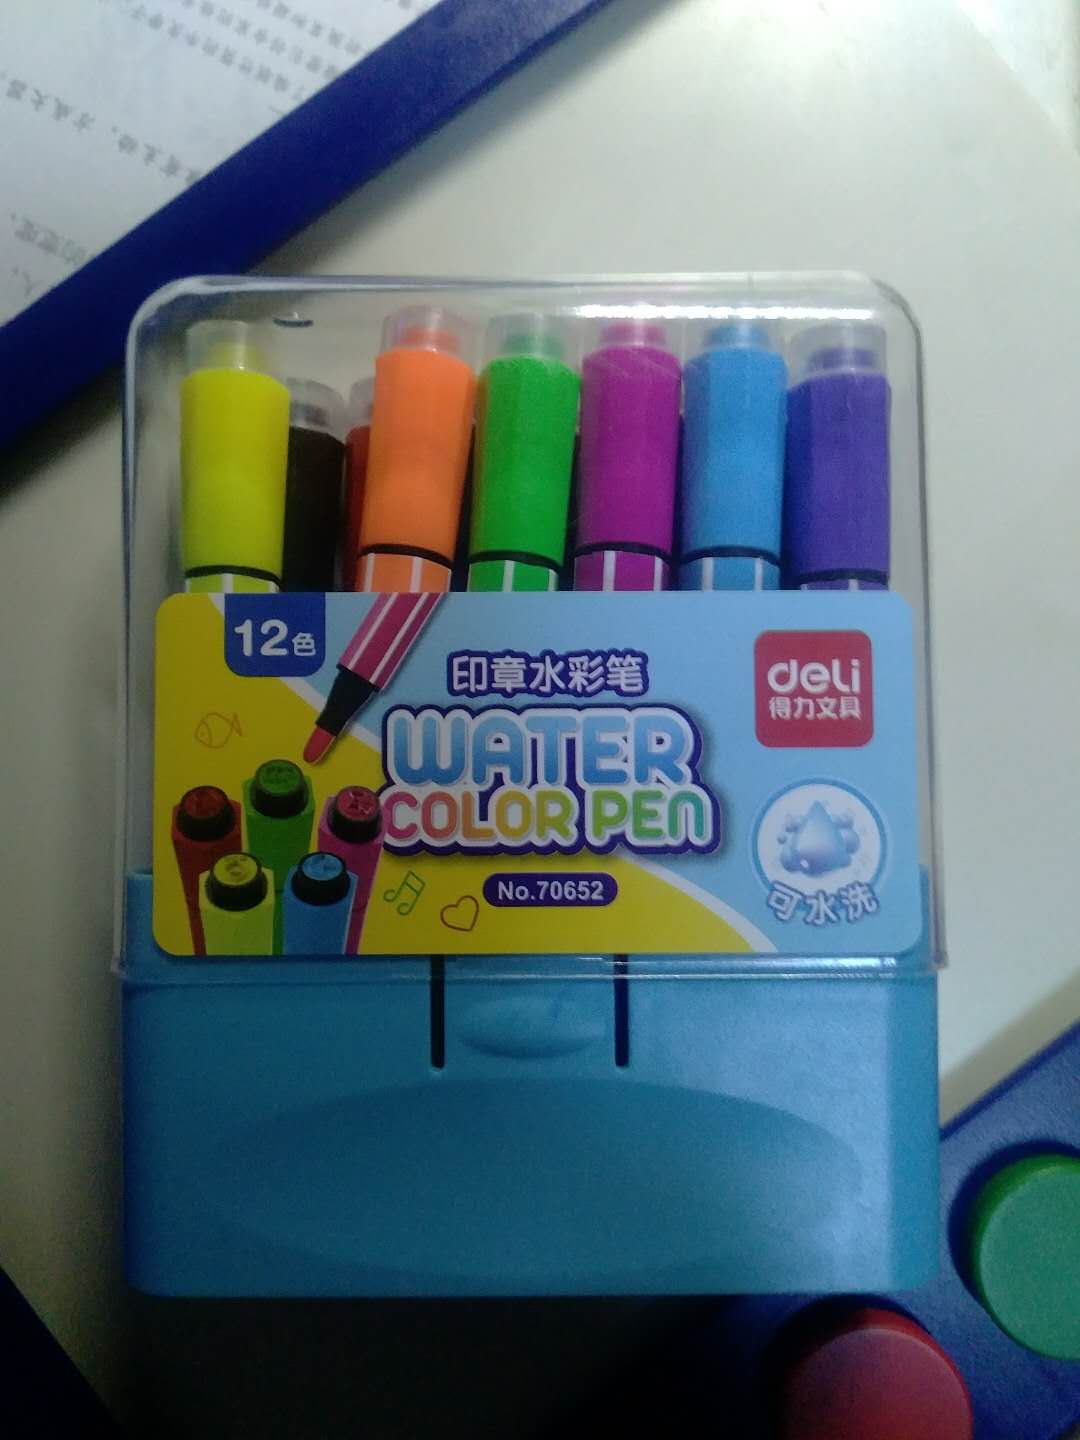 12色
印章水彩笔
WATER
COLOR PEN
No.70652
deli
得力文具
可水洗